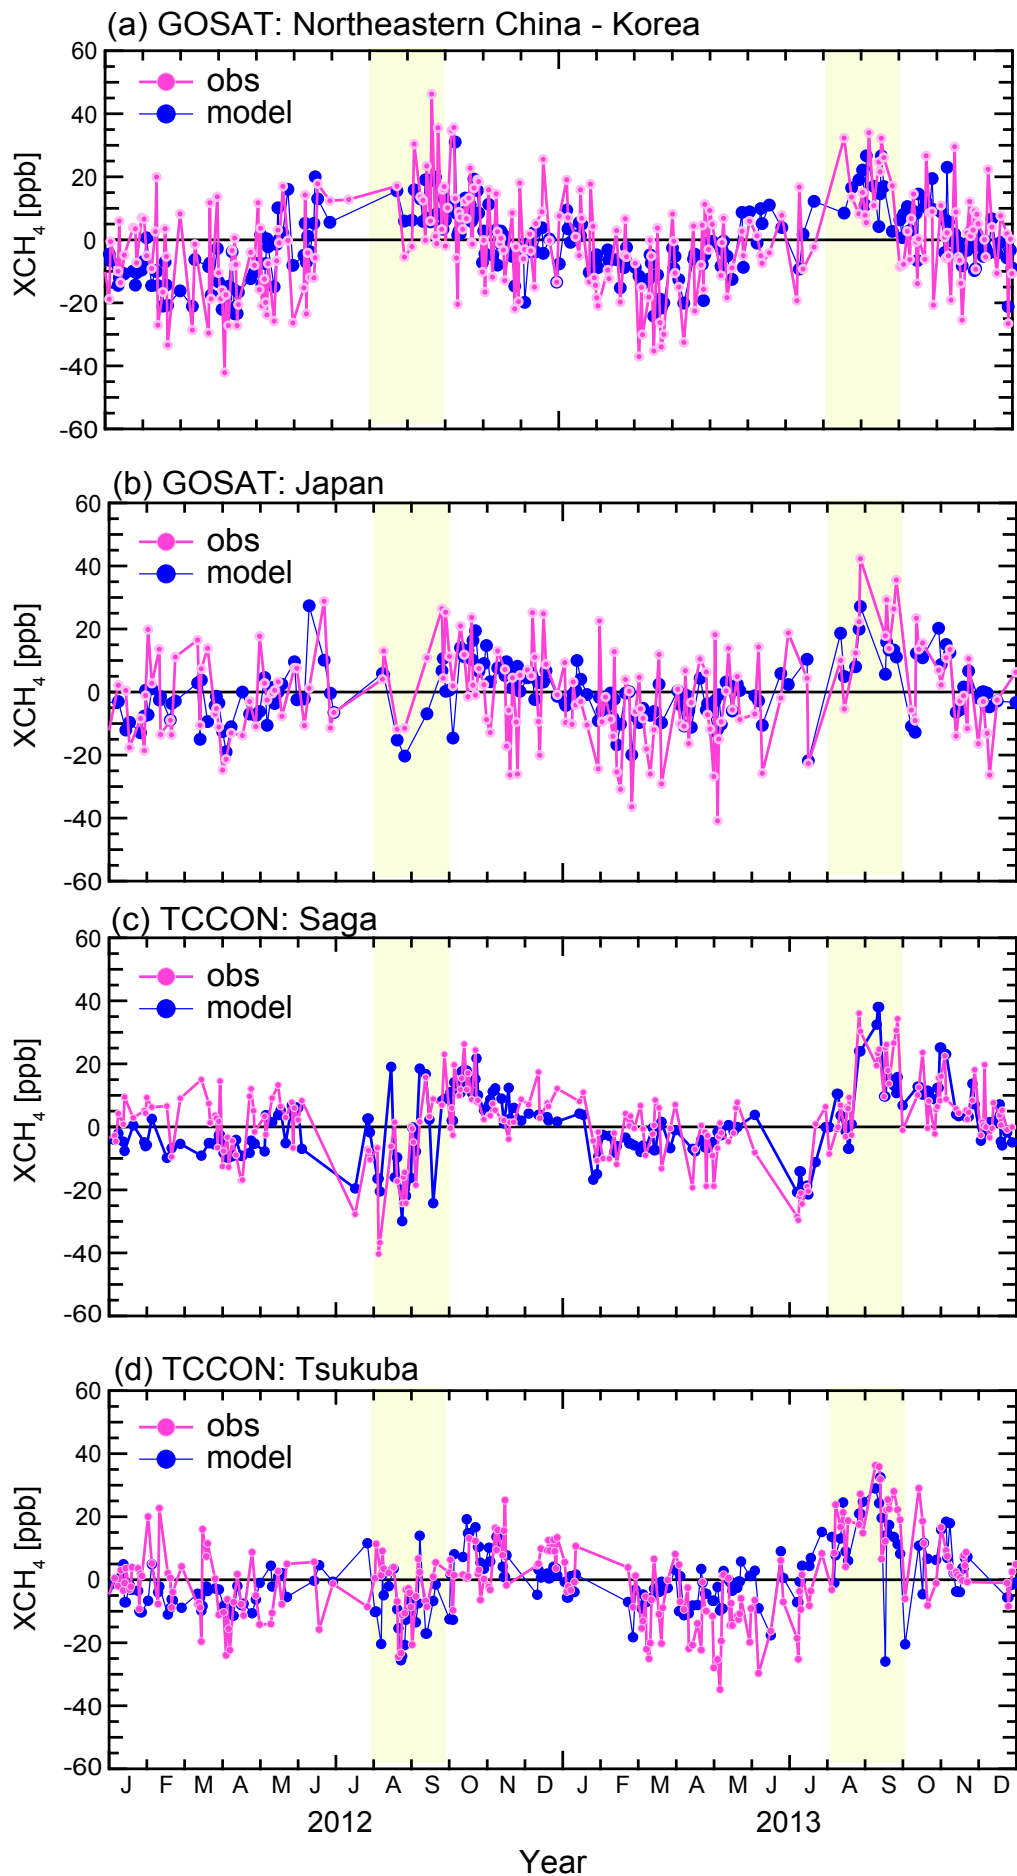 (a) GOSAT: Northeastern China - Korea
60
40
20
0
-20
-40
-60
XCH4 [ppb]
obs
model
(b) GOSAT: Japan
60
40
20
0
-20
-40
-60
XCH4 [ppb]
obs
model
(c) TCCON: Saga
60
40
20
0
-20
-40
-60
XCH4 [ppb]
obs
model
(d) TCCON: Tsukuba
60
40
20
0
-20
-40
-60
XCH4 [ppb]
obs
model
J F M A M J J A S O N D J F M A M J J A S O N D
2012 2013
Year